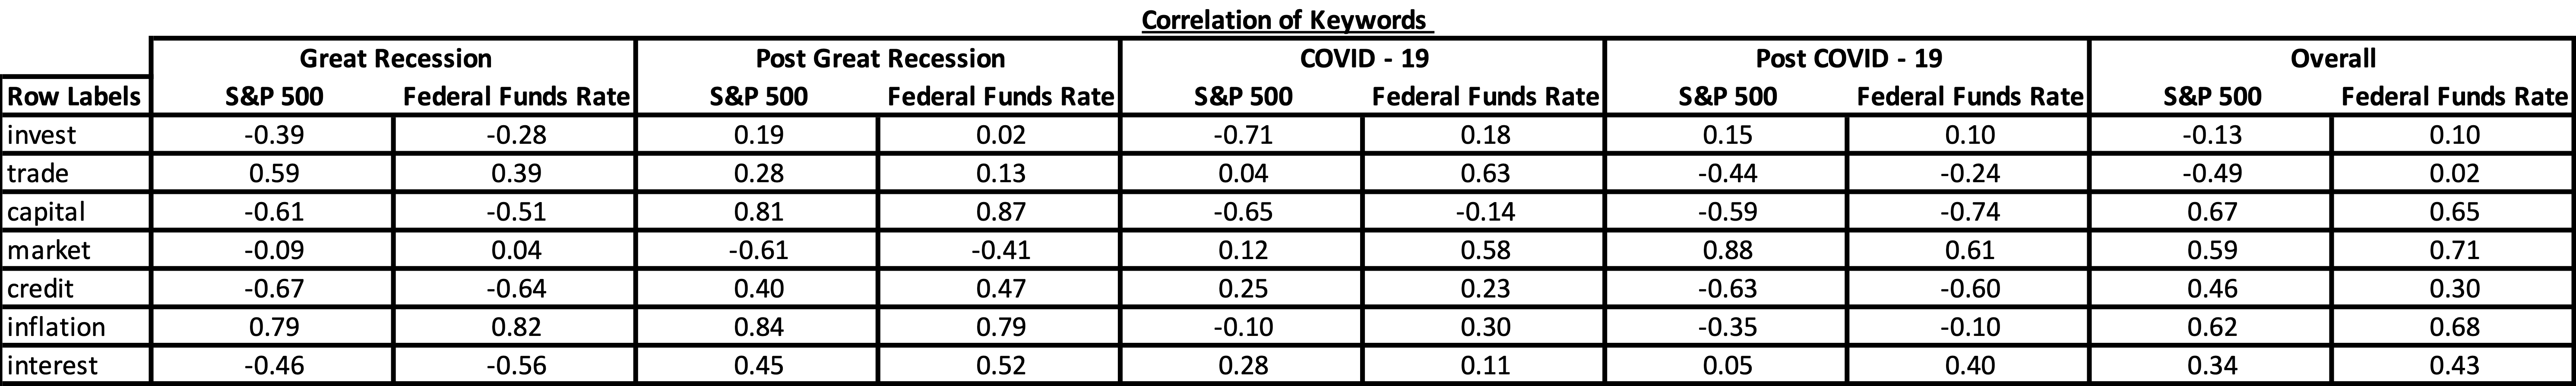 Correlation of Keywords
Great Recession Post Great Recession COVID - 19 Post COVID - 19 Overall
Row Labels S&P 500 Federal Funds Rate S&P 500 Federal Funds Rate S&P 500 Federal Funds Rate S&P 500 Federal Funds Rate S&P 500 Federal Funds Rate
invest -0.39 -0.28 0.19 0.02 -0.71 0.18 0.15 0.10 -0.13 0.10
trade 0.59 0.39 0.28 0.13 0.04 0.63 -0.44 -0.24 -0.49 0.02
capital -0.61 -0.51 0.81 0.87 -0.65 -0.14 -0.59 -0.74 0.67 0.65
market -0.09 0.04 -0.61 -0.41 0.12 0.58 0.88 0.61 0.59 0.71
credit -0.67 -0.64 0.40 0.47 0.25 0.23 -0.63 -0.60 0.46 0.30
inflation 0.79 0.82 0.84 0.79 -0.10 0.30 -0.35 -0.10 0.62 0.68
interest -0.46 -0.56 0.45 0.52 0.28 0.11 0.05 0.40 0.34 0.43